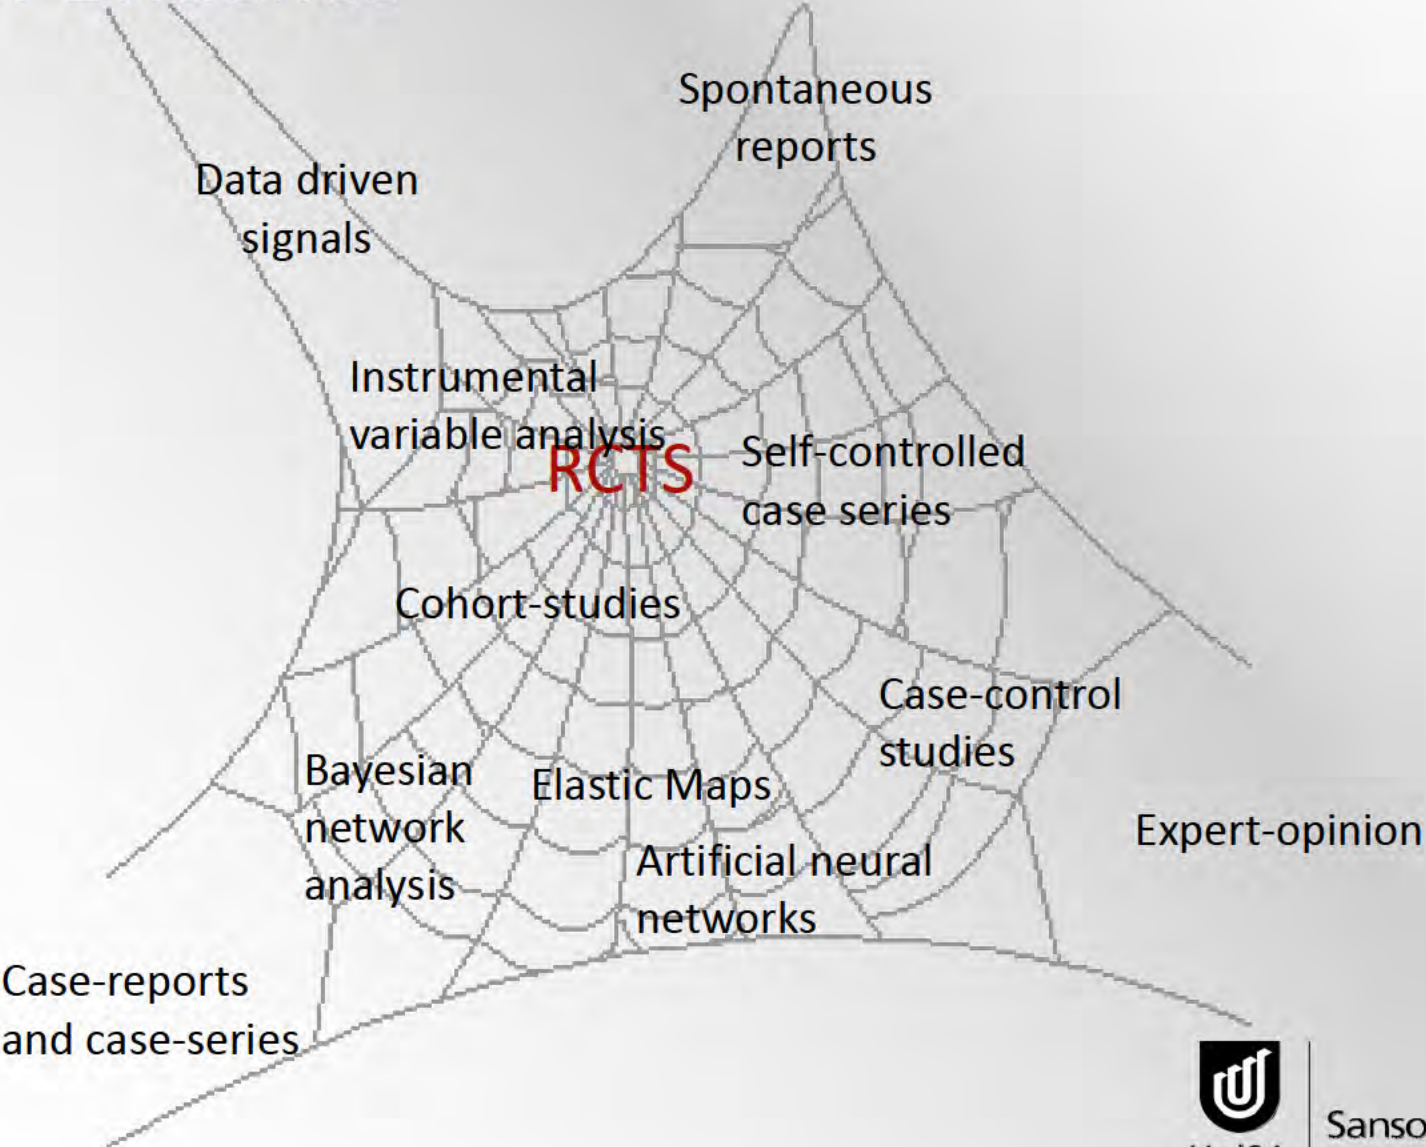 Spontaneous
reports
Data driven
signals
Instrumental
variable analysis
RCTS
Self-controlled
case series
Cohort-studies
Case-control
studies
Bayesian
network
analysis
Elastic Maps
Artificial neural
networks
Expert-opinion
Case-reports
and case-series
Sanso